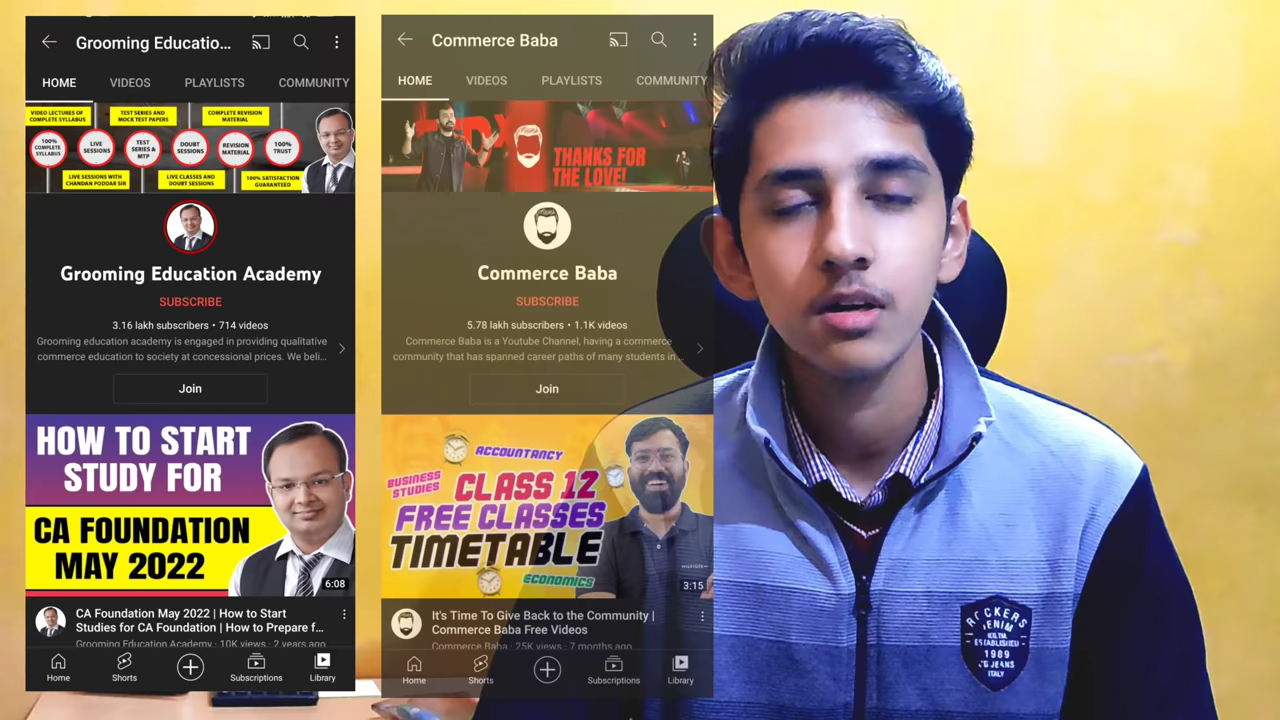 Grooming Educatio...
HOME VIDEOS PLAYLISTS COMMUNITY
VIDEO LECTURES OF
COMPLETE SYLLABUS
TEST SERIES AND
MOCK TEST PAPERS
COMPLETE REVISION
MATERIAL
100%
COMPLETE
SYLLABUS
LIVE
SESSIONS
TEST
SERIES &
MTP
DOUBT
SESSIONS
REVISION
MATERIAL
100%
TRUST
LIVE SESSIONS WITH
CHANDAN PODDAR SIR
LIVE CLASSES AND
DOUBT SESSIONS
100% SATISFACTION
GUARANTEED
Grooming Education Academy
SUBSCRIBE
3.16 lakh subscribers • 714 videos
Grooming education academy is engaged in providing qualitative
commerce education to society at concessional prices. We beli...
Join
HOW TO START
STUDY FOR
CA FOUNDATION
MAY 2022
6:08
CA Foundation May 2022 | How to Start
Studies for CA Foundation | How to Prepare f...
Grooming Education Academy · 10K views · 2 years ago
Home Shorts Subscriptions Library
Commerce Baba
HOME VIDEOS PLAYLISTS COMMUNITY
THANKS FOR
THE LOVE!
Commerce Baba
SUBSCRIBE
5.78 lakh subscribers • 1.1K videos
Commerce Baba is a Youtube Channel, having a commerce
community that has spanned career paths of many students in ...
Join
ACCOUNTANCY
BUSINESS
STUDIES
CLASS 12
FREE CLASSES
TIMETABLE
ECONOMICS
3:15
It's Time To Give Back to the Community |
Commerce Baba Free Videos
Commerce Baba · 25K views · 7 months ago
Home Shorts Subscriptions Library
ESTABLISHED
1989
JEANS
ITALY